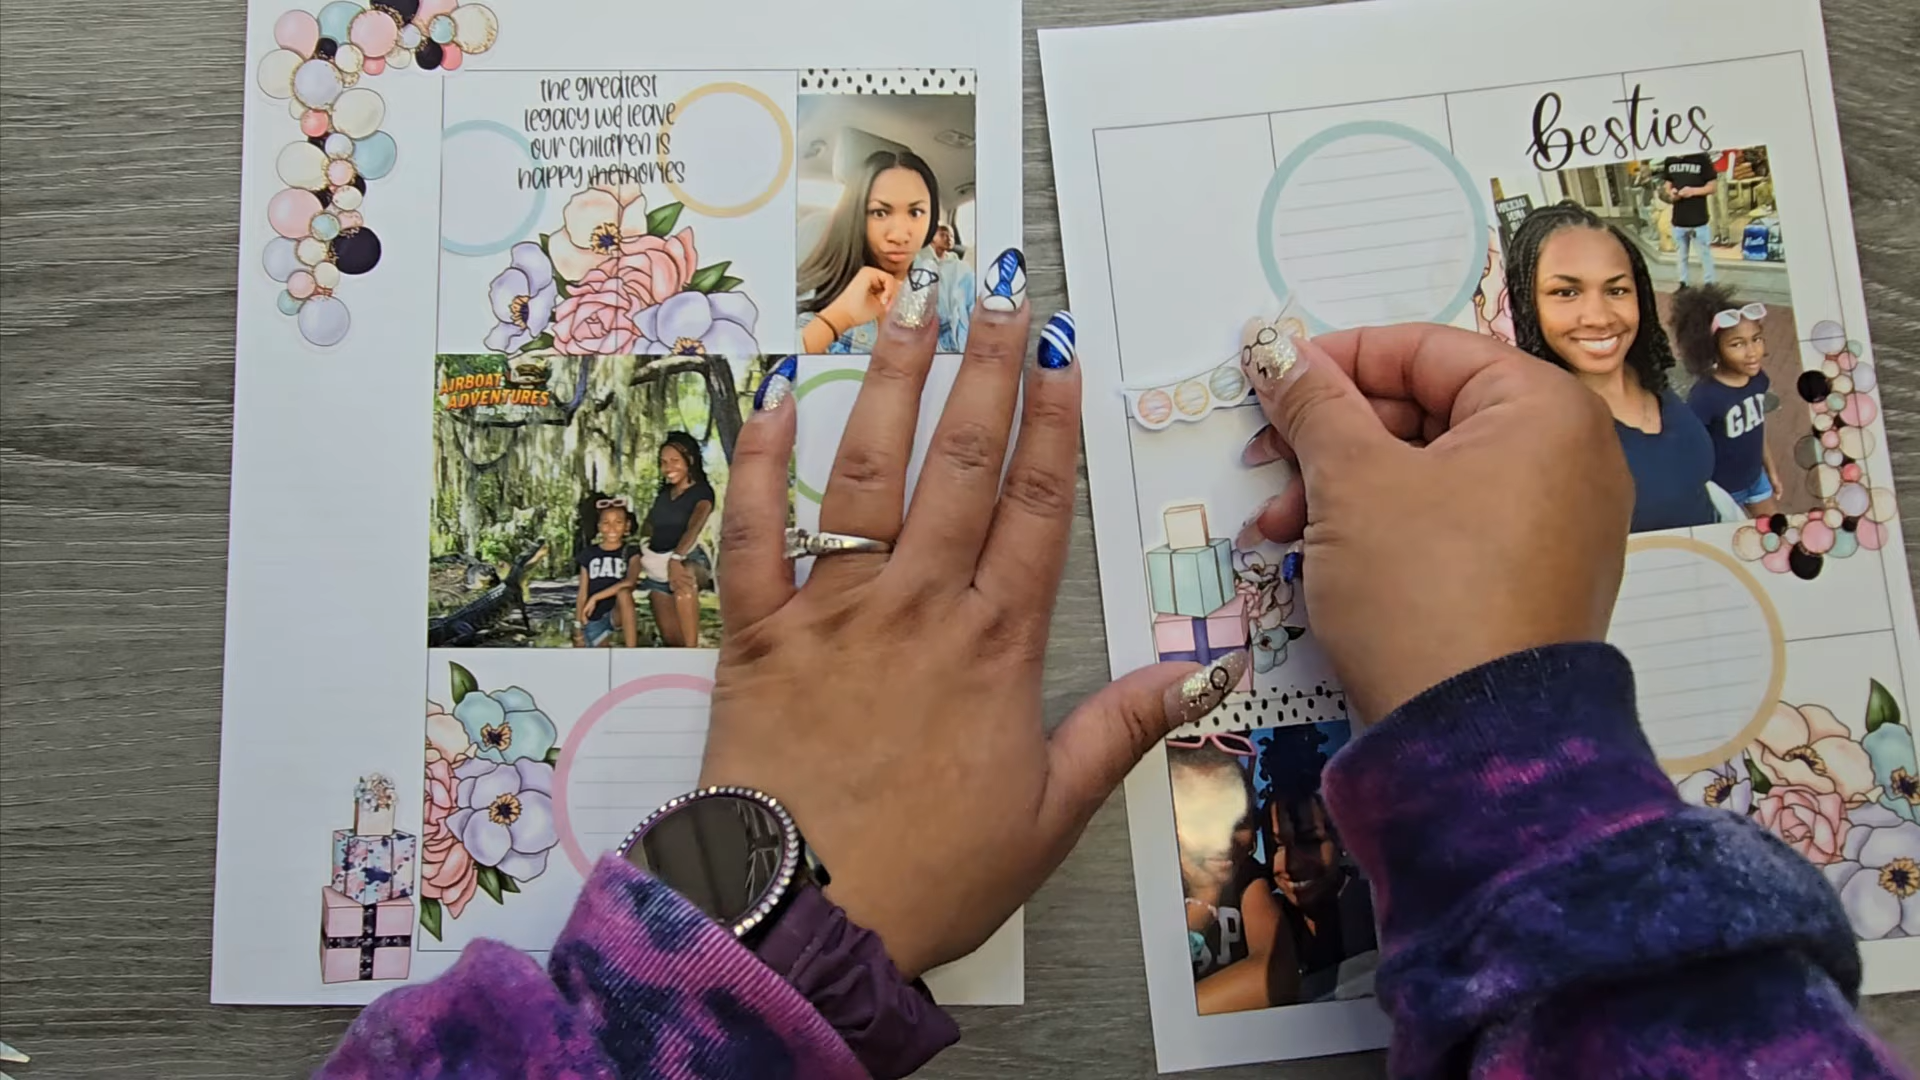 the greatest
legacy we leave
our children is
happy memories
AIRBOAT
ADVENTURES
GAP
besties
GAP